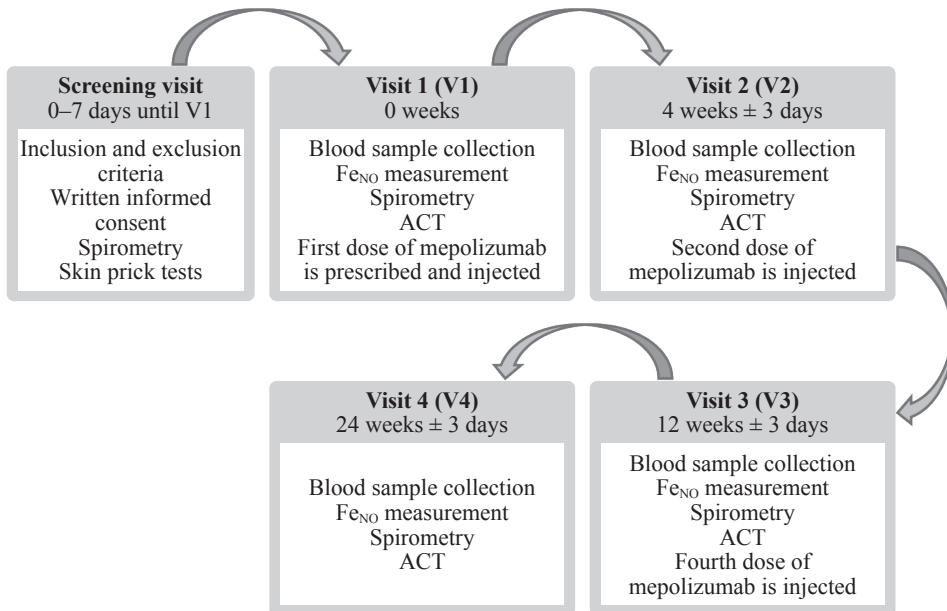 Screening visit
0–7 days until V1
Inclusion and exclusion
criteria
Written informed
consent
Spirometry
Skin prick tests
Visit 1 (V1)
0 weeks
Blood sample collection
FeNO measurement
Spirometry
ACT
First dose of mepolizumab
is prescribed and injected
Visit 2 (V2)
4 weeks ± 3 days
Blood sample collection
FeNO measurement
Spirometry
ACT
Second dose of
mepolizumab is injected
Visit 3 (V3)
12 weeks ± 3 days
Blood sample collection
FeNO measurement
Spirometry
ACT
Fourth dose of
mepolizumab is injected
Visit 4 (V4)
24 weeks ± 3 days
Blood sample collection
FeNO measurement
Spirometry
ACT